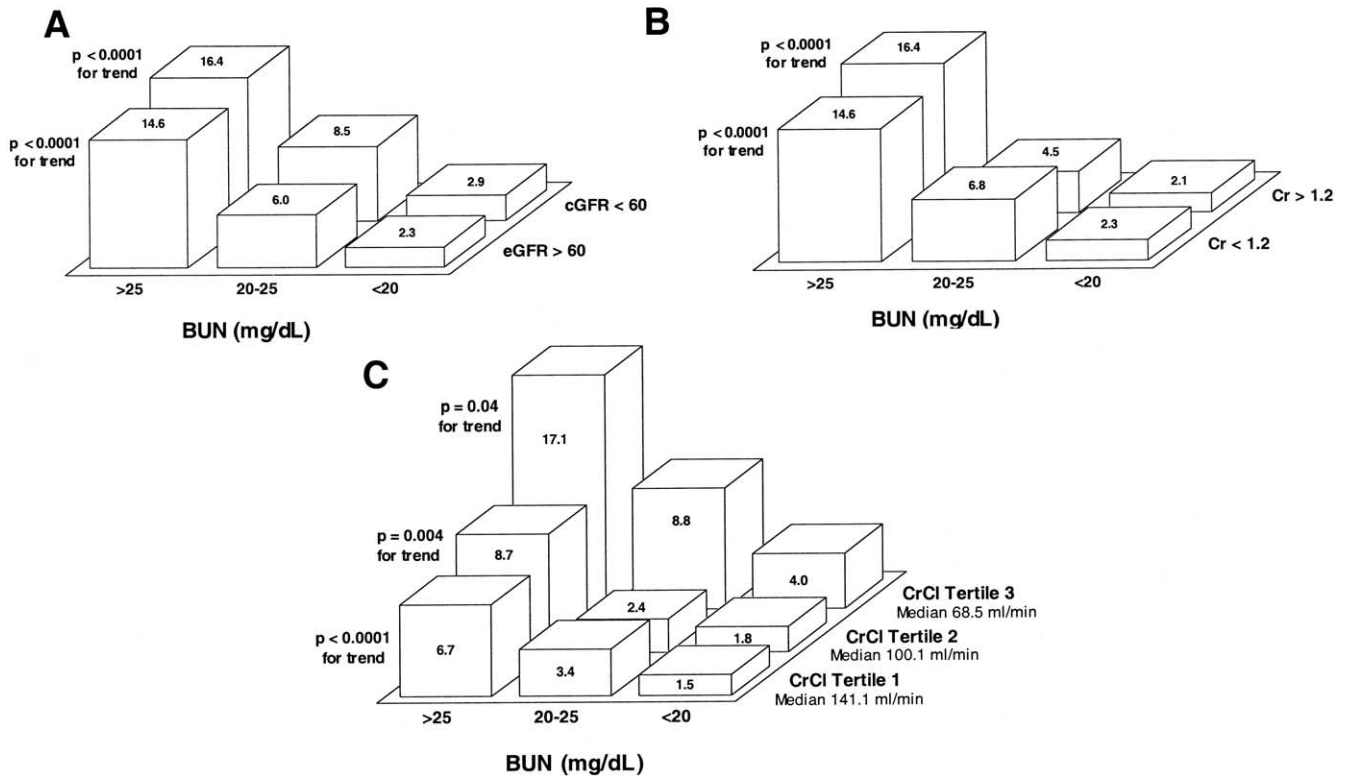 A
p < 0.0001
for trend
16.4
p < 0.0001
for trend
14.6
8.5
6.0
2.9
2.3
cGFR < 60
eGFR > 60
>25
20-25
<20
BUN (mg/dL)
B
p < 0.0001
for trend
16.4
p < 0.0001
for trend
14.6
4.5
6.8
2.1
2.3
Cr > 1.2
Cr < 1.2
>25
20-25
<20
BUN (mg/dL)
C
p = 0.04
for trend
17.1
8.8
4.0
p = 0.004
for trend
8.7
2.4
1.8
p < 0.0001
for trend
6.7
3.4
1.5
CrCl Tertile 3
Median 68.5 ml/min
CrCl Tertile 2
Median 100.1 ml/min
CrCl Tertile 1
Median 141.1 ml/min
>25
20-25
<20
BUN (mg/dL)